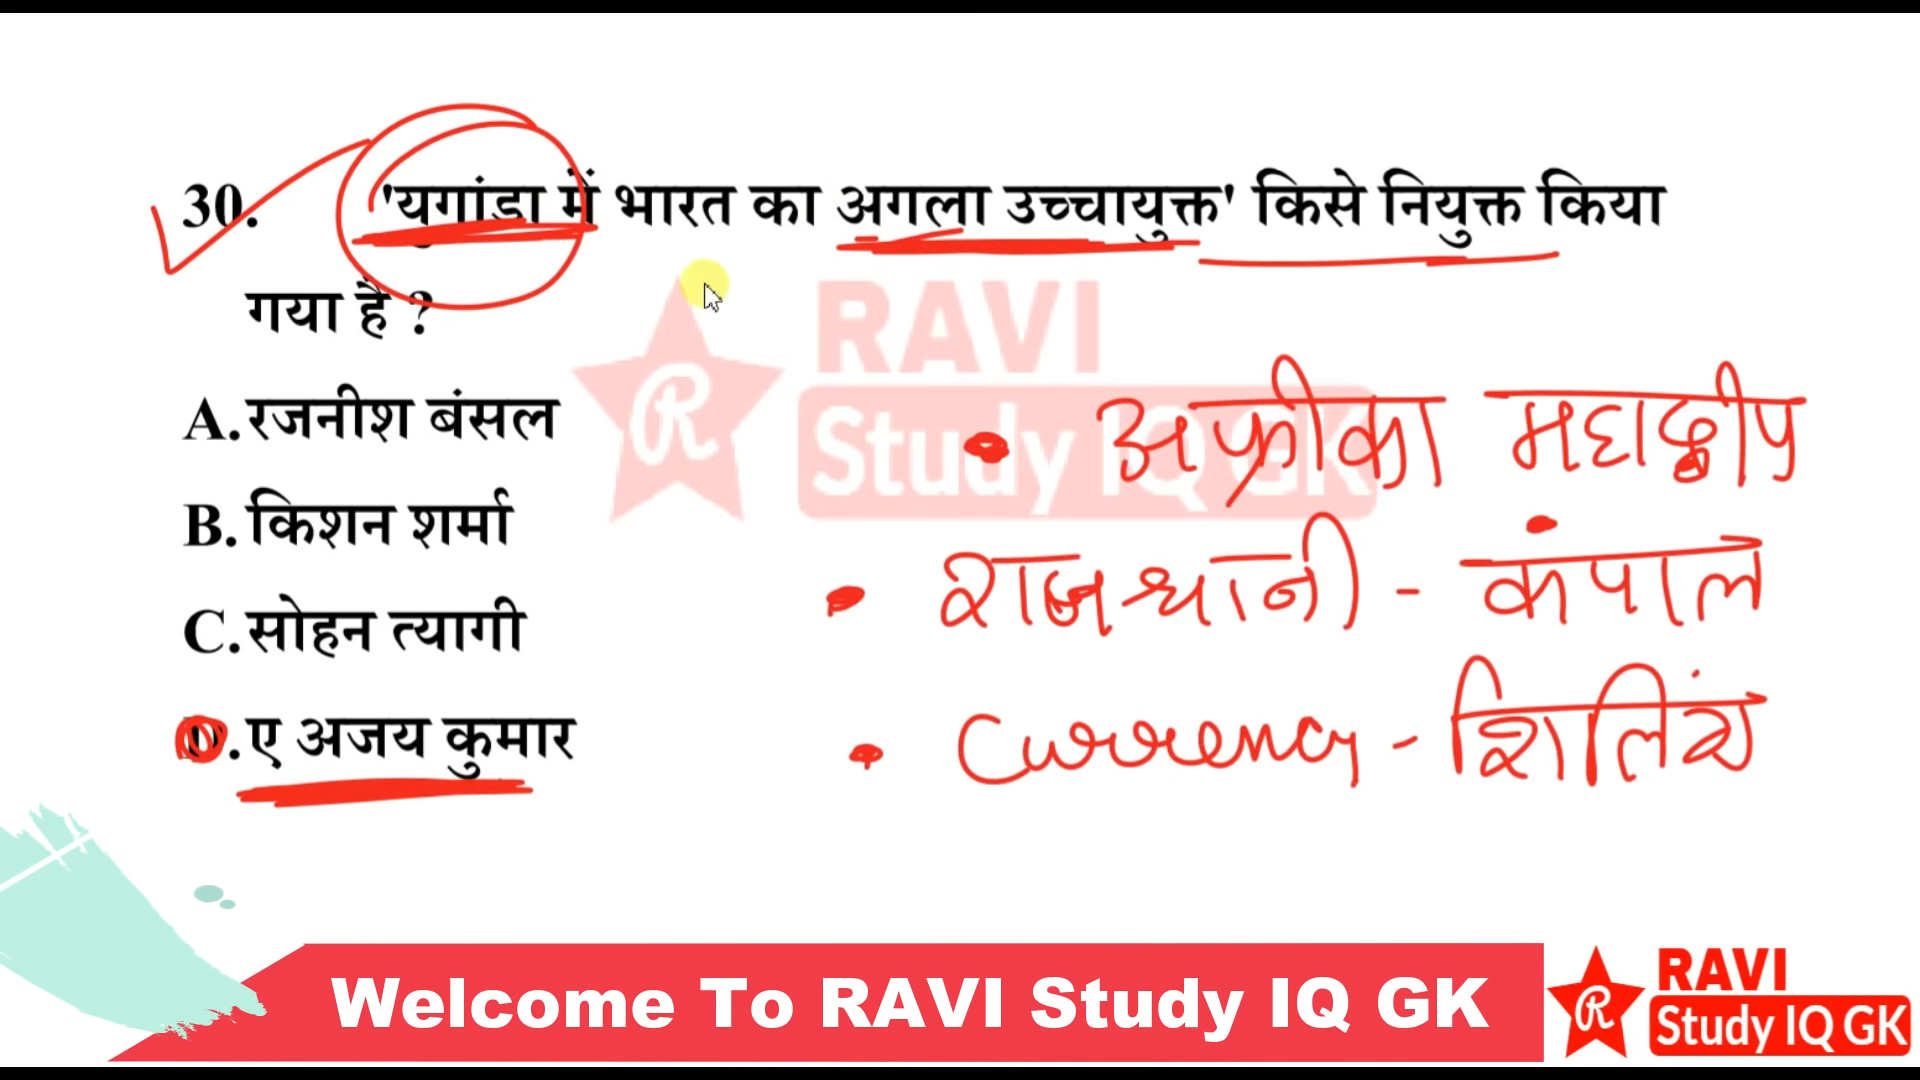 30. 'युगांडा में भारत का अगला उच्चायुक्त' किसे नियुक्त किया
गया है ?
A. रजनीश बंसल
B. किशन शर्मा
C. सोहन त्यागी
D. ए अजय कुमार
• अफ्रीका महाद्वीप
• राजधानी - कंपाल
• Currency - शिलिंग
RAVI
Study IQ GK
Welcome To RAVI Study IQ GK
RAVI
Study IQ GK